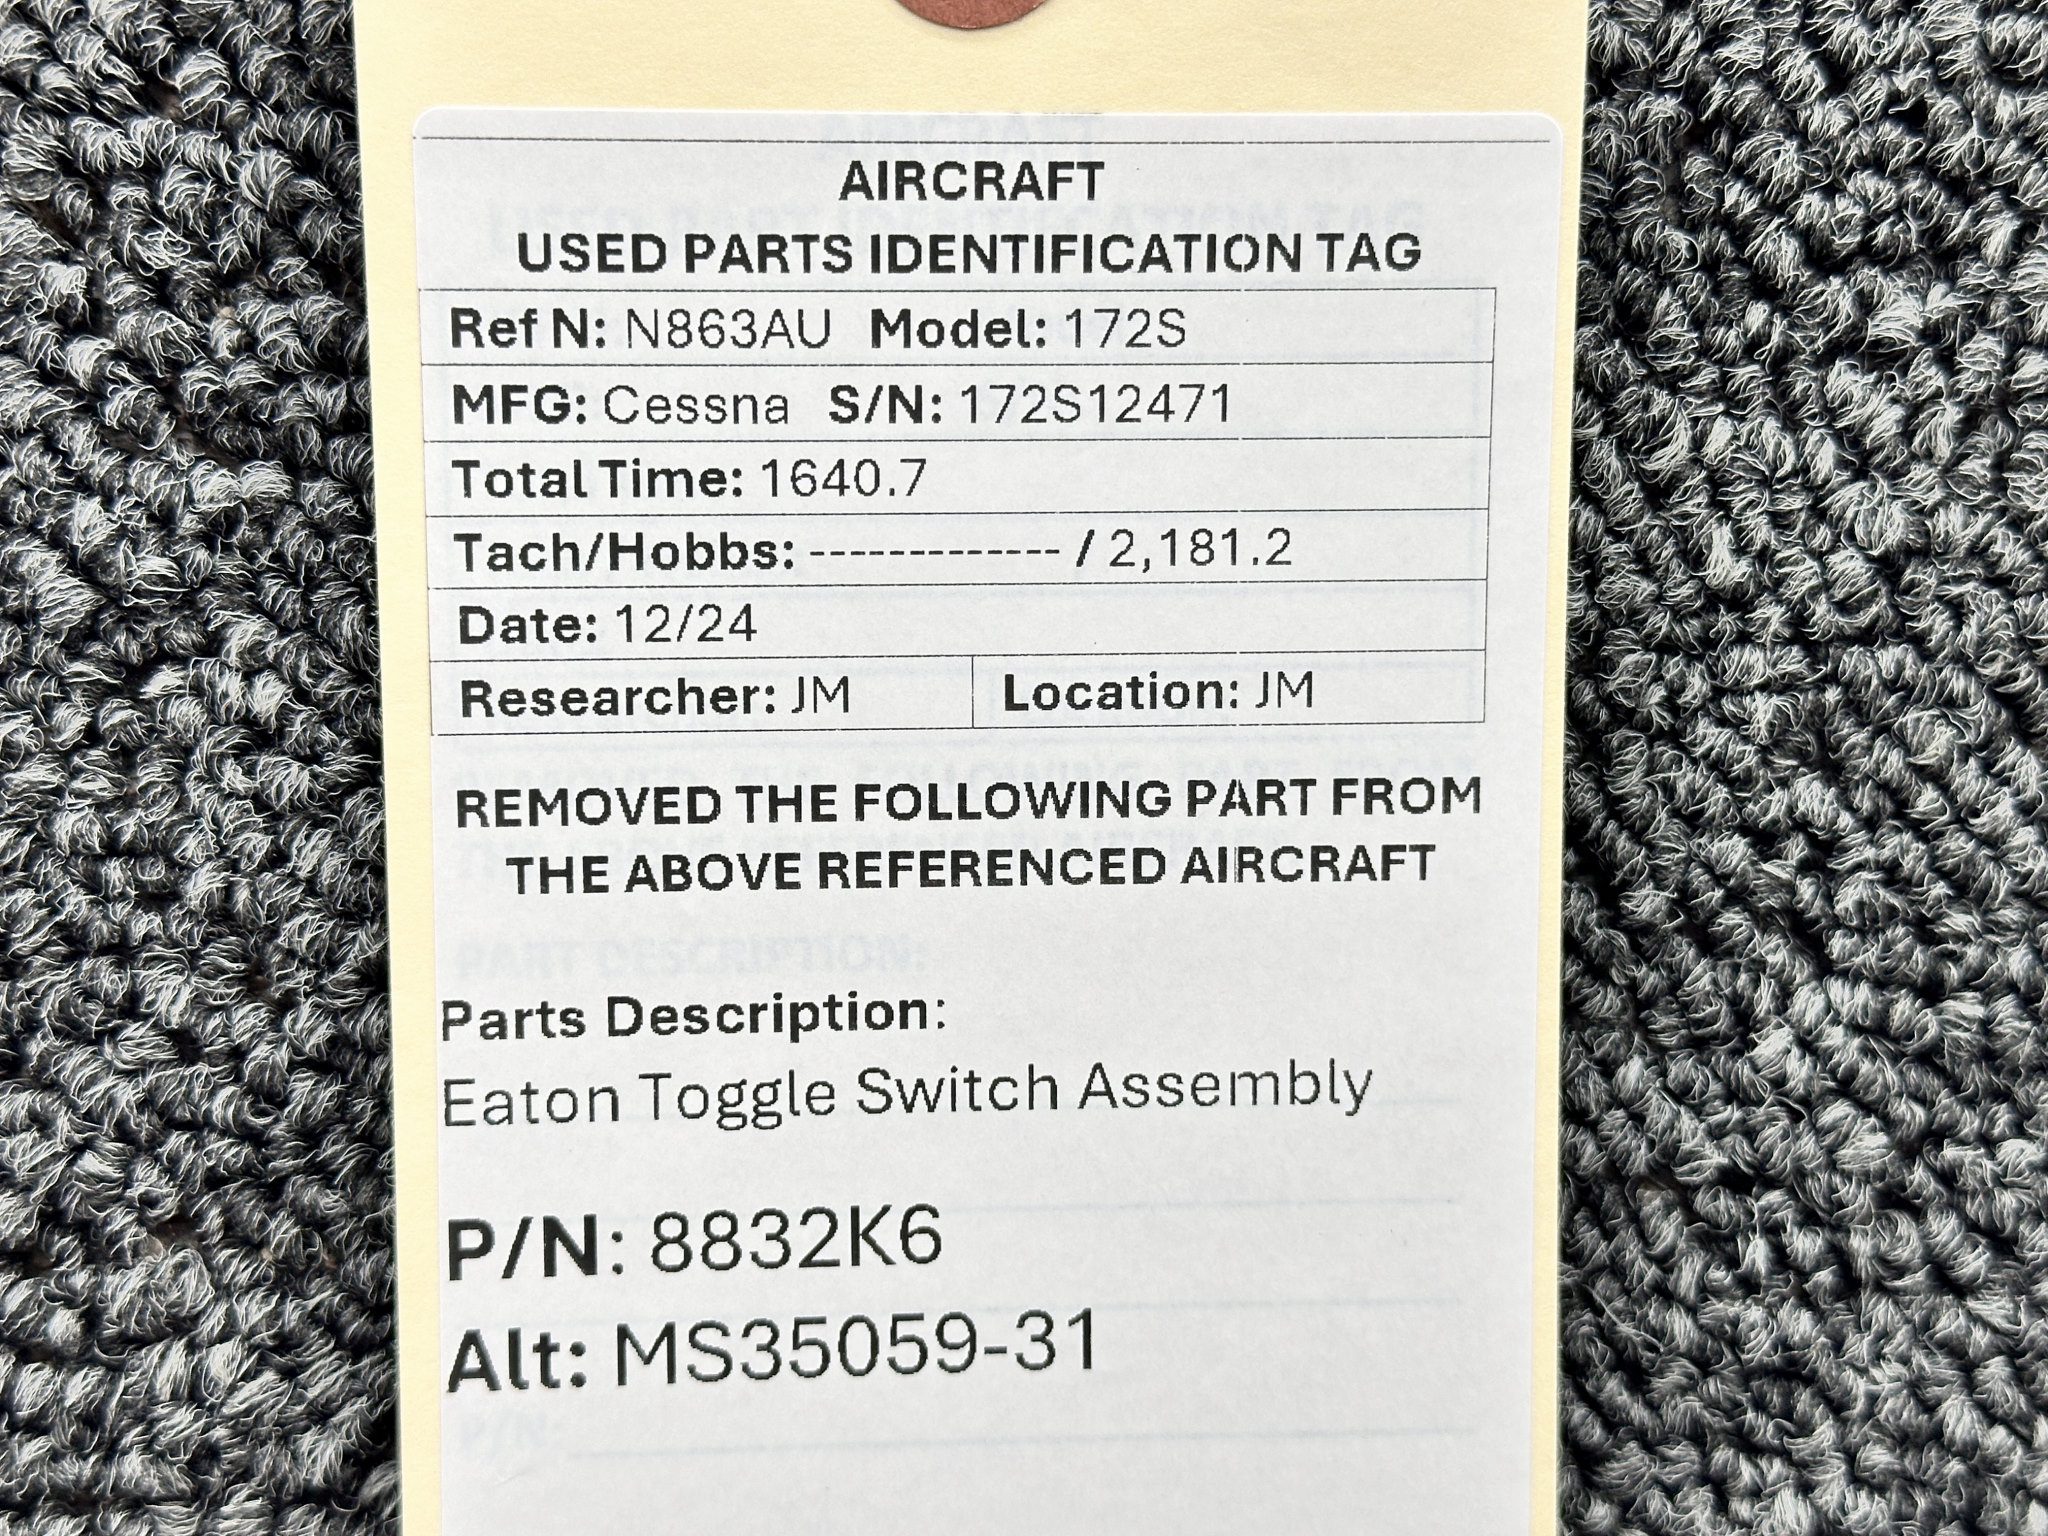 AIRCRAFT
USED PARTS IDENTIFICATION TAG
Ref N: N863AU Model: 172S
MFG: Cessna S/N: 172S12471
Total Time: 1640.7
Tach/Hobbs: ------------- / 2,181.2
Date: 12/24
Researcher: JM Location: JM
REMOVED THE FOLLOWING PART FROM
THE ABOVE REFERENCED AIRCRAFT
PART DESCRIPTION:
Parts Description:
Eaton Toggle Switch Assembly
P/N: 8832K6
Alt: MS35059-31
P/N: